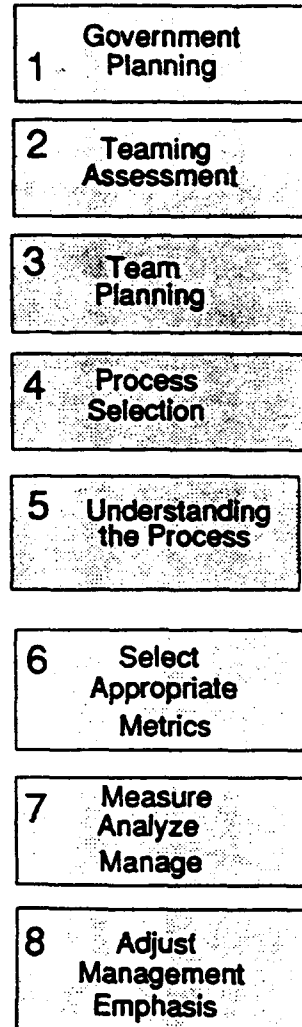 Government
1 Planning
2 Teaming
Assessment
3 Team
Planning
4 Process
Selection
5 Understanding
the Process
6 Select
Appropriate
Metrics
7 Measure
Analyze
Manage
8 Adjust
Management
Emphasis